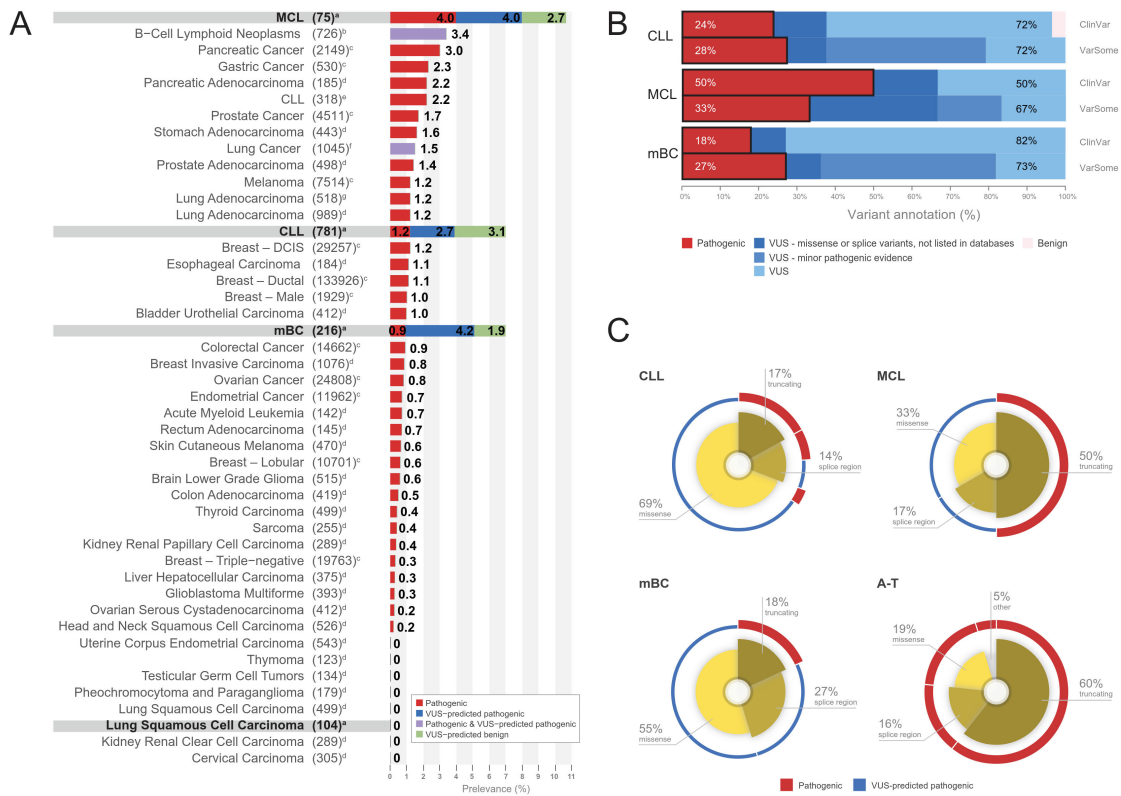 A
MCL (75)ᵃ 4.0 4.0 2.7
B−Cell Lymphoid Neoplasms (726)ᵇ 3.4
Pancreatic Cancer (2149)ᶜ 3.0
Gastric Cancer (530)ᶜ 2.3
Pancreatic Adenocarcinoma (185)ᵈ 2.2
CLL (318)ᵉ 2.2
Prostate Cancer (4511)ᶜ 1.7
Stomach Adenocarcinoma (443)ᵈ 1.6
Lung Cancer (1045)ᶠ 1.5
Prostate Adenocarcinoma (498)ᵈ 1.4
Melanoma (7514)ᶜ 1.2
Lung Adenocarcinoma (518)ᵍ 1.2
Lung Adenocarcinoma (989)ᵈ 1.2
CLL (781)ᵃ 1.2 2.7 3.1
Breast – DCIS (29257)ᶜ 1.2
Esophageal Carcinoma (184)ᵈ 1.1
Breast – Ductal (133926)ᶜ 1.1
Breast – Male (1929)ᶜ 1.0
Bladder Urothelial Carcinoma (412)ᵈ 1.0
mBC (216)ᵃ 0.9 4.2 1.9
Colorectal Cancer (14662)ᶜ 0.9
Breast Invasive Carcinoma (1076)ᵈ 0.8
Ovarian Cancer (24808)ᶜ 0.8
Endometrial Cancer (11962)ᶜ 0.7
Acute Myeloid Leukemia (142)ᵈ 0.7
Rectum Adenocarcinoma (145)ᵈ 0.7
Skin Cutaneous Melanoma (470)ᵈ 0.6
Breast – Lobular (10701)ᶜ 0.6
Brain Lower Grade Glioma (515)ᵈ 0.6
Colon Adenocarcinoma (419)ᵈ 0.5
Thyroid Carcinoma (499)ᵈ 0.4
Sarcoma (255)ᵈ 0.4
Kidney Renal Papillary Cell Carcinoma (289)ᵈ 0.4
Breast – Triple−negative (19763)ᶜ 0.3
Liver Hepatocellular Carcinoma (375)ᵈ 0.3
Glioblastoma Multiforme (393)ᵈ 0.3
Ovarian Serous Cystadenocarcinoma (412)ᵈ 0.2
Head and Neck Squamous Cell Carcinoma (526)ᵈ 0.2
Uterine Corpus Endometrial Carcinoma (543)ᵈ 0
Thymoma (123)ᵈ 0
Testicular Germ Cell Tumors (134)ᵈ 0
Pheochromocytoma and Paraganglioma (179)ᵈ 0
Lung Squamous Cell Carcinoma (499)ᵈ 0
Lung Squamous Cell Carcinoma (104)ᵃ 0
Kidney Renal Clear Cell Carcinoma (289)ᵈ 0
Cervical Carcinoma (305)ᵈ 0
Pathogenic
VUS−predicted pathogenic
Pathogenic & VUS−predicted pathogenic
VUS−predicted benign
0 1 2 3 4 5 6 7 8 9 10 11
Prelevance (%)
B
CLL
24% 72% ClinVar
28% 72% VarSome
MCL
50% 50% ClinVar
33% 67% VarSome
mBC
18% 82% ClinVar
27% 73% VarSome
0% 10% 20% 30% 40% 50% 60% 70% 80% 90% 100%
Variant annotation (%)
Pathogenic
VUS - missense or splice variants, not listed in databases
Benign
VUS - minor pathogenic evidence
VUS
C
CLL
17%
truncating
14%
splice region
69%
missense
MCL
33%
missense
50%
truncating
17%
splice region
mBC
18%
truncating
27%
splice region
55%
missense
A-T
5%
other
19%
missense
60%
truncating
16%
splice region
Pathogenic
VUS-predicted pathogenic